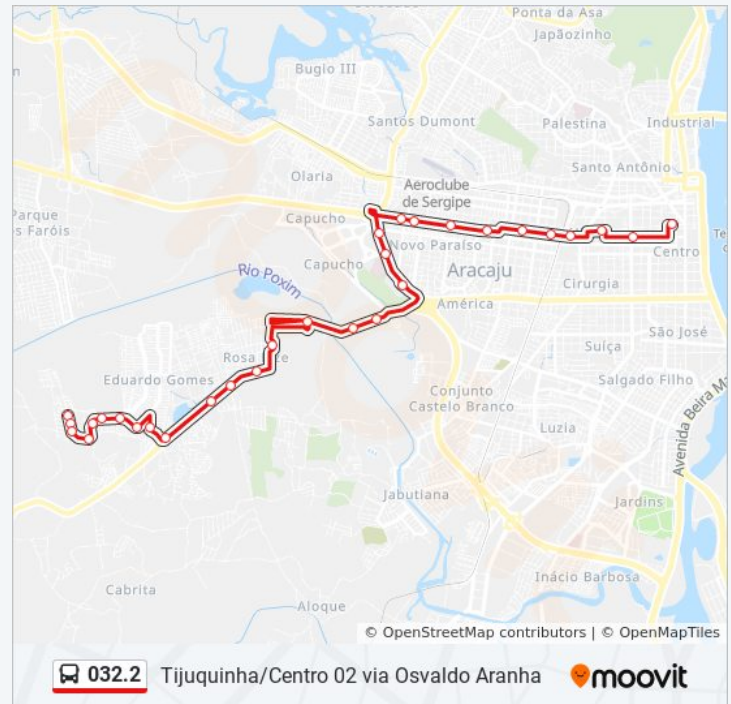 Ponta da Asa
Japãozinho
Bugio III
Santos Dumont
Palestina
Industrial
Santo Antônio
Olaria
Aeroclube
de Sergipe
Parque
os Faróis
Capucho
Novo Paraíso
Centro
Capucho
Aracaju
Rio Poxim
Cirurgia
América
São José
Rosa
Suíça
Eduardo Gomes
Salgado Filho
Conjunto
Castelo Branco
Luzia
Avenida Beira Ma
Jabutiana
Jardins
Inácio Barbosa
Cabrita
Aloque
© OpenStreetMap contributors | © OpenMapTiles
032.2 Tijuquinha/Centro 02 via Osvaldo Aranha moovit